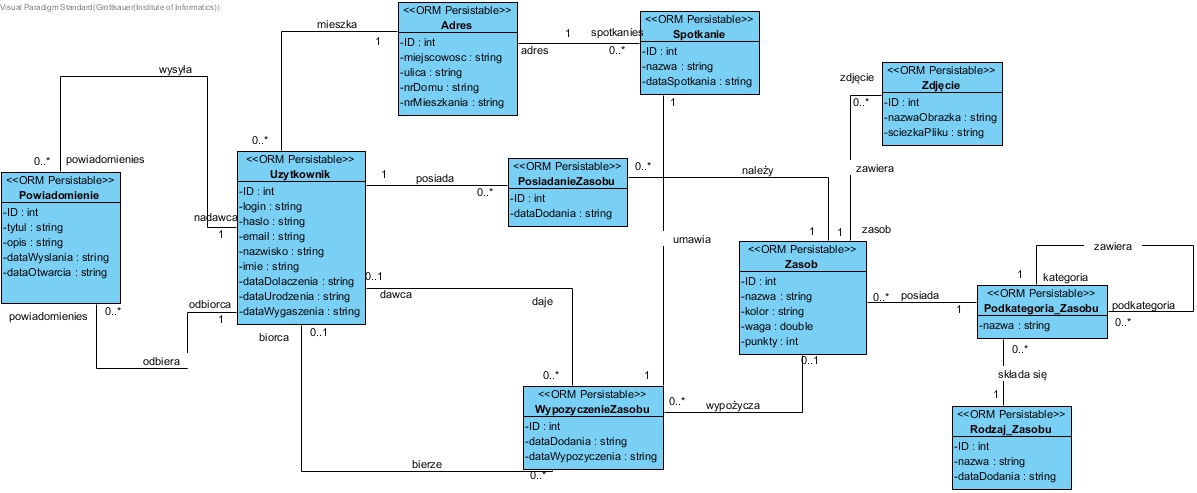 Visual Paradigm Standard(Grottkauer(Institute of Informatics))
<<ORM Persistable>>
Adres
-ID : int
-miejscowosc : string
-ulica : string
-nrDomu : string
-nrMieszkania : string
mieszka
1
0..*
1
adres
spotkanies
0..*
<<ORM Persistable>>
Spotkanie
-ID : int
-nazwa : string
-dataSpotkania : string
1
zdjęcie
0..*
<<ORM Persistable>>
Zdjęcie
-ID : int
-nazwaObrazka : string
-sciezkaPliku : string
wysyła
0..*
powiadomienies
nadawca
1
<<ORM Persistable>>
Powiadomienie
-ID : int
-tytul : string
-opis : string
-dataWyslania : string
-dataOtwarcia : string
powiadomienies
0..*
odbiera
odbiorca
1
<<ORM Persistable>>
Uzytkownik
-ID : int
-login : string
-haslo : string
-email : string
-nazwisko : string
-imie : string
-dataDolaczenia : string
-dataUrodzenia : string
-dataWygaszenia : string
1
posiada
0..*
<<ORM Persistable>>
PosiadanieZasobu
-ID : int
-dataDodania : string
0..*
należy
1
zawiera
1
zasob
umawia
1
0..1
dawca
daje
0..*
0..1
biorca
bierze
0..*
<<ORM Persistable>>
WypozyczenieZasobu
-ID : int
-dataDodania : string
-dataWypozyczenia : string
0..*
wypożycza
0..1
<<ORM Persistable>>
Zasob
-ID : int
-nazwa : string
-kolor : string
-waga : double
-punkty : int
0..*
posiada
1
zawiera
1
kategoria
podkategoria
0..*
<<ORM Persistable>>
Podkategoria_Zasobu
-nazwa : string
0..*
składa się
1
<<ORM Persistable>>
Rodzaj_Zasobu
-ID : int
-nazwa : string
-dataDodania : string